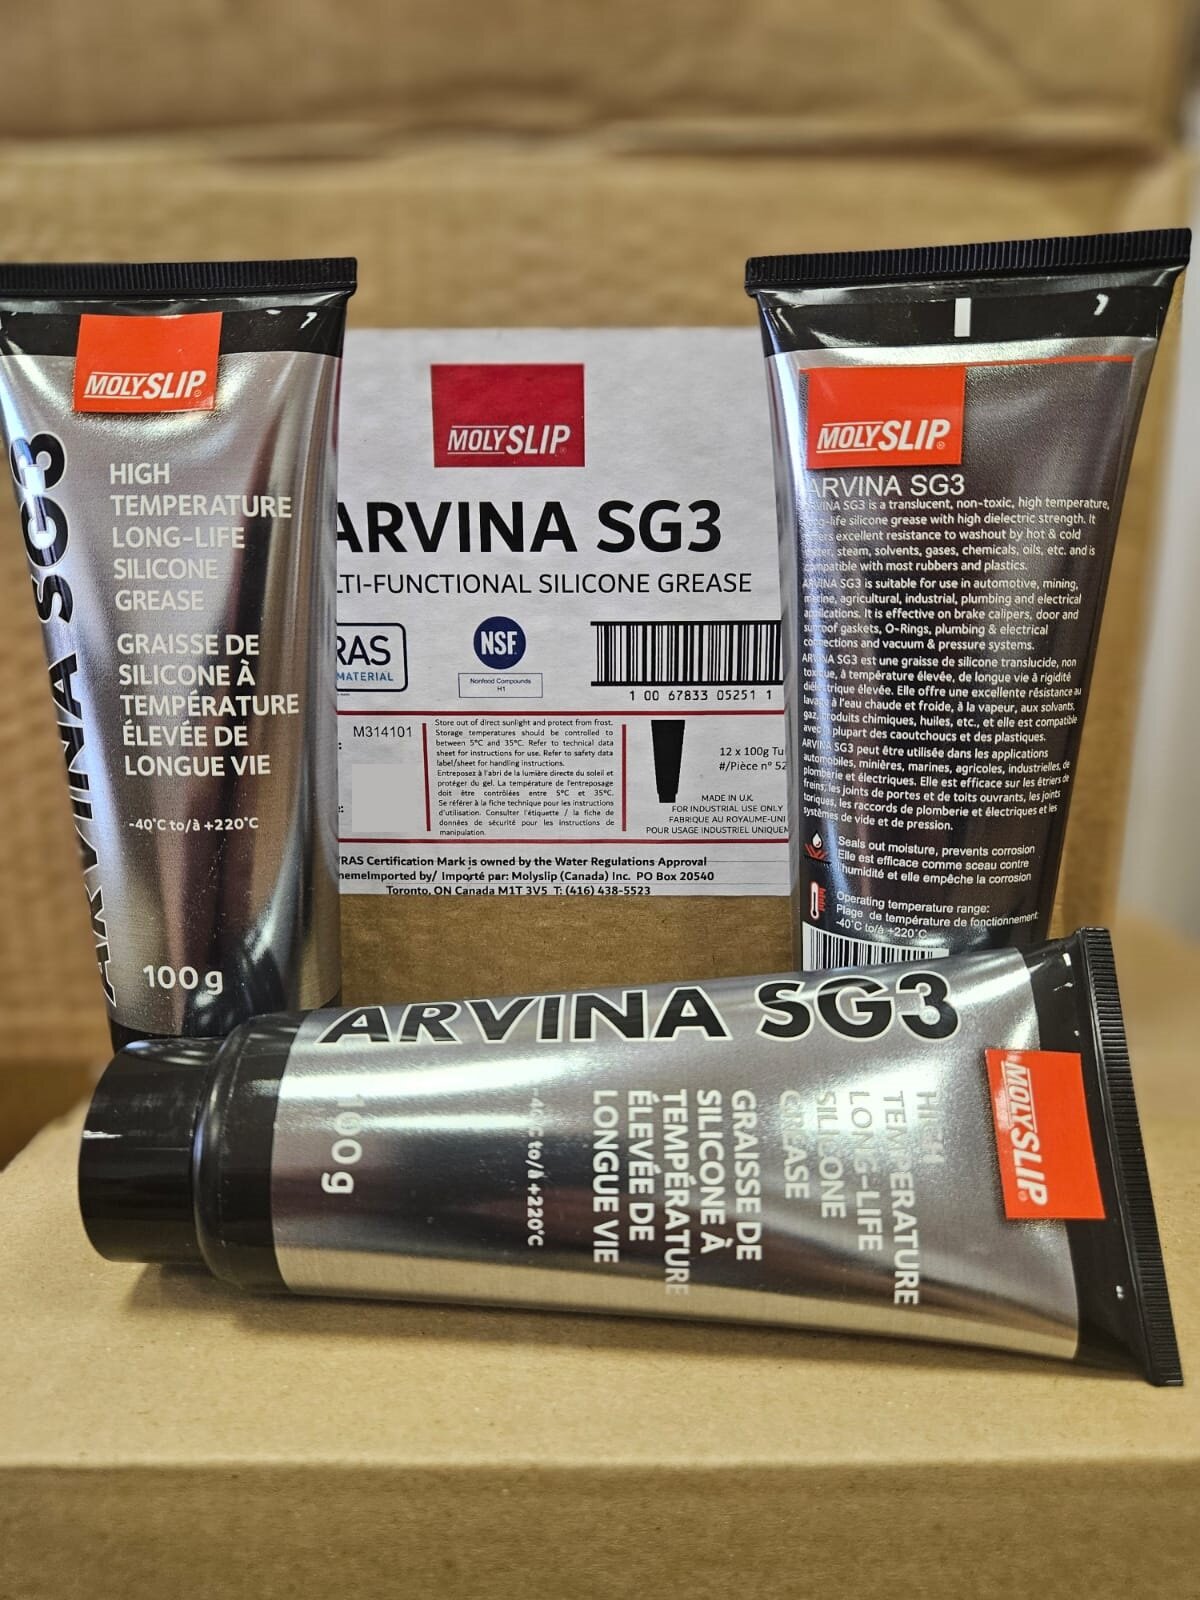 MOLYSLIP
ARVINA SG3
HIGH
TEMPERATURE
LONG-LIFE
SILICONE
GREASE
GRAISSE DE
SILICONE À
TEMPÉRATURE
ÉLEVÉE DE
LONGUE VIE
-40°C to/à +220°C
100g
MOLYSLIP
ARVINA SG3
LTI-FUNCTIONAL SILICONE GREASE
RAS
MATERIAL
NSF
Nonfood Compounds
H1
1 00 67833 05251 1
M314101
Store out of direct sunlight and protect from frost.
Storage temperatures should be controlled to
between 5°C and 35°C. Refer to technical data
sheet for instructions for use. Refer to safety data
label/sheet for handling instructions.
Entreposez à l'abri de la lumière directe du soleil et
protéger du gel. La température de l'entreposage
doit être contrôlées entre 5°C et 35°C.
Se référer à la fiche technique pour les instructions
d'utilisation. Consulter l'étiquette / la fiche de
données de sécurité pour les instructions de
manipulation.
12 x 100g Tu
#/Pièce nº 52
MADE IN U.K.
FOR INDUSTRIAL USE ONLY
FABRIQUE AU ROYAUME-UNI
POUR USAGE INDUSTRIEL UNIQUEM
RAS Certification Mark is owned by the Water Regulations Approval
hemeImported by/ Importé par: Molyslip (Canada) Inc. PO Box 20540
Toronto, ON Canada M1T 3V5 T: (416) 438-5523
MOLYSLIP
ARVINA SG3
ARVINA SG3 is a translucent, non-toxic, high temperature,
long-life silicone grease with high dielectric strength. It
offers excellent resistance to washout by hot & cold
water, steam, solvents, gases, chemicals, oils, etc. and is
compatible with most rubbers and plastics.
ARVINA SG3 is suitable for use in automotive, mining,
marine, agricultural, industrial, plumbing and electrical
applications. It is effective on brake calipers, door and
sunroof gaskets, O-Rings, plumbing & electrical
connections and vacuum & pressure systems.
ARVINA SG3 est une graisse de silicone translucide, non
toxique, à température élevée, de longue vie à rigidité
diélectrique élevée. Elle offre une excellente résistance au
lavage à l'eau chaude et froide, à la vapeur, aux solvants,
gaz, produits chimiques, huiles, etc., et elle est compatible
avec la plupart des caoutchoucs et des plastiques.
ARVINA SG3 peut être utilisée dans les applications
automobiles, minières, marines, agricoles, industrielles, de
plomberie et électriques. Elle est efficace sur les étriers de
freins, les joints de portes et de toits ouvrants, les joints
toriques, les raccords de plomberie et électriques et les
systèmes de vide et de pression.
Seals out moisture, prevents corrosion
Elle est efficace comme sceau contre
l'humidité et elle empêche la corrosion
Operating temperature range:
Plage de température de fonctionnement
-40°C to/à +220°C
ARVINA SG3
MOLYSLIP
HIGH
TEMPERATURE
LONG-LIFE
SILICONE
GREASE
GRAISSE DE
SILICONE À
TEMPÉRATURE
ÉLEVÉE DE
LONGUE VIE
-40°C to/à +220°C
100g